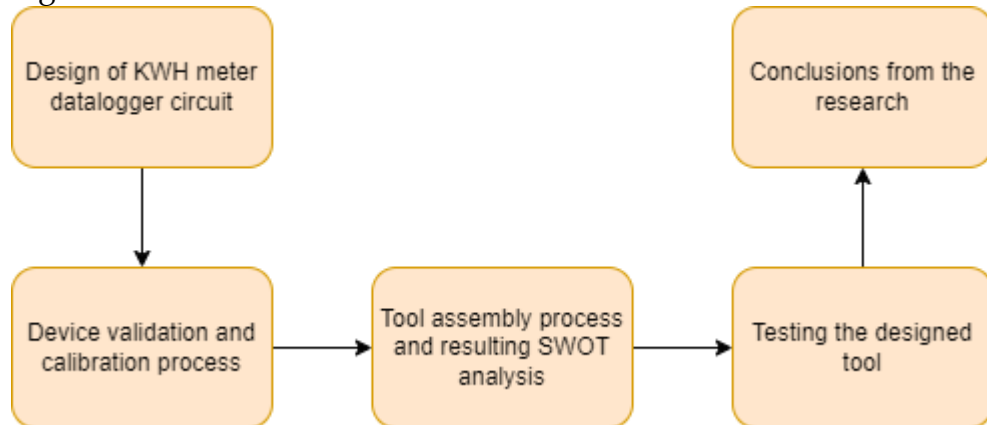 Design of KWH meter
datalogger circuit
Device validation and
calibration process
Tool assembly process
and resulting SWOT
analysis
Testing the designed
tool
Conclusions from the
research